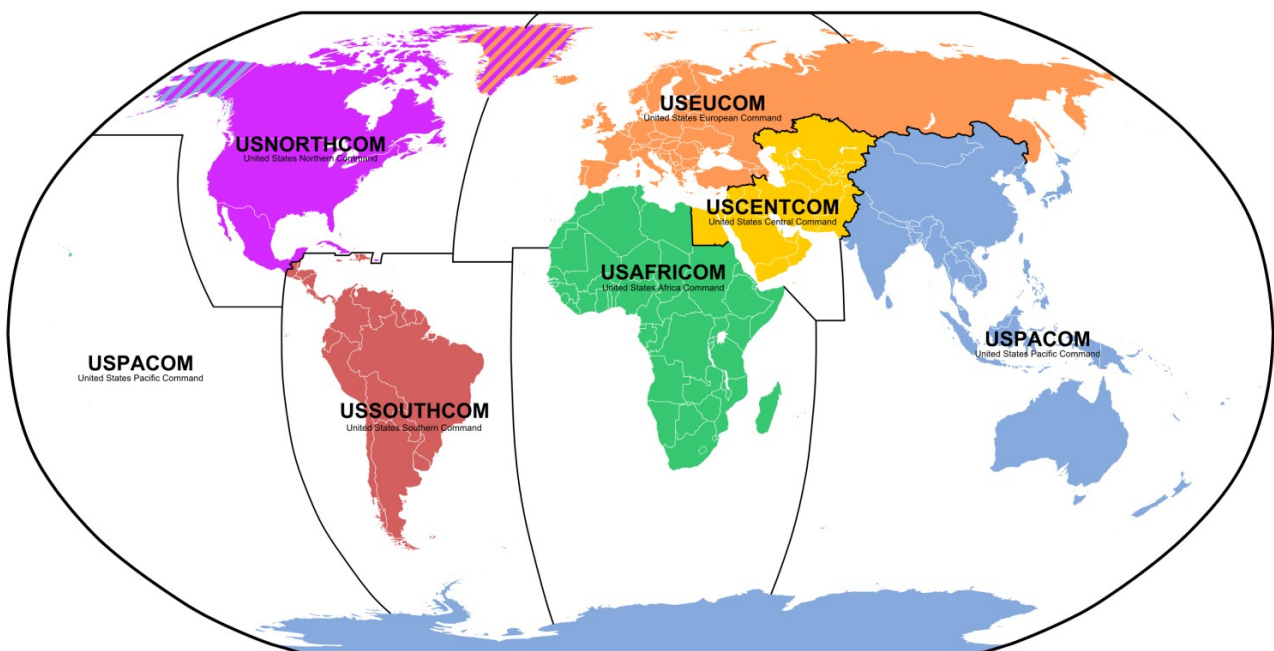 USEUCOM
United States European Command
USNORTHCOM
United States Northern Command
USCENTCOM
United States Central Command
USAFRICOM
United States Africa Command
USPACOM
United States Pacific Command
USPACOM
United States Pacific Command
USSOUTHCOM
United States Southern Command